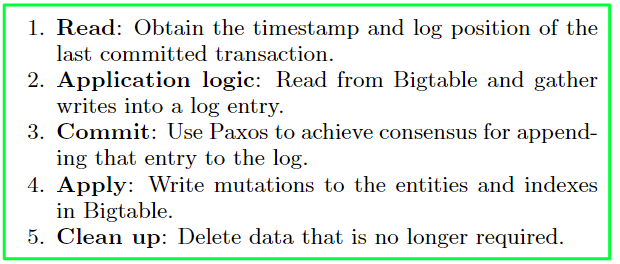 1. Read: Obtain the timestamp and log position of the
last committed transaction.
2. Application logic: Read from Bigtable and gather
writes into a log entry.
3. Commit: Use Paxos to achieve consensus for append-
ing that entry to the log.
4. Apply: Write mutations to the entities and indexes
in Bigtable.
5. Clean up: Delete data that is no longer required.